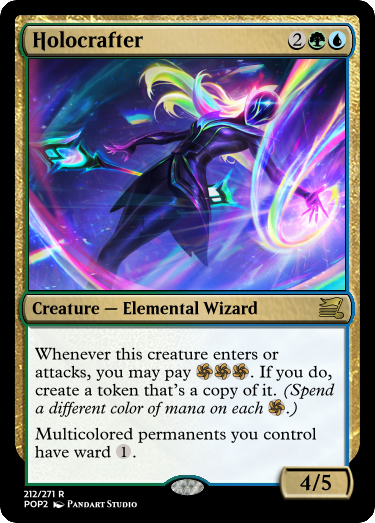 Holocrafter 2
Creature — Elemental Wizard
Whenever this creature enters or
attacks, you may pay. If you do,
create a token that's a copy of it. (Spend
a different color of mana on each .)
Multicolored permanents you control
have ward 1.
4/5
212/271 R
POP2 Pandart Studio